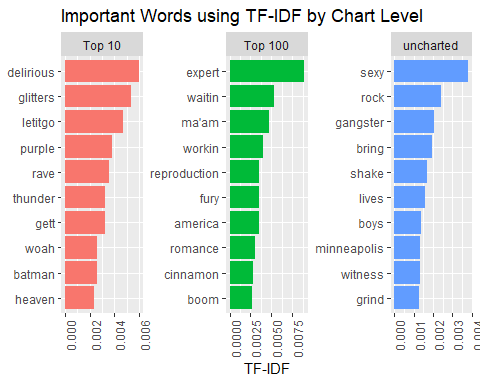 Important Words using TF-IDF by Chart Level
Top 10
delirious
glitters
letitgo
purple
rave
thunder
gett
woah
batman
heaven
0.000
0.002
0.004
0.006
Top 100
expert
waitin
ma'am
workin
reproduction
fury
america
romance
cinnamon
boom
0.0000
0.0025
0.0050
0.0075
uncharted
sexy
rock
gangster
bring
shake
lives
boys
minneapolis
witness
grind
0.000
0.001
0.002
0.003
0.004
TF-IDF